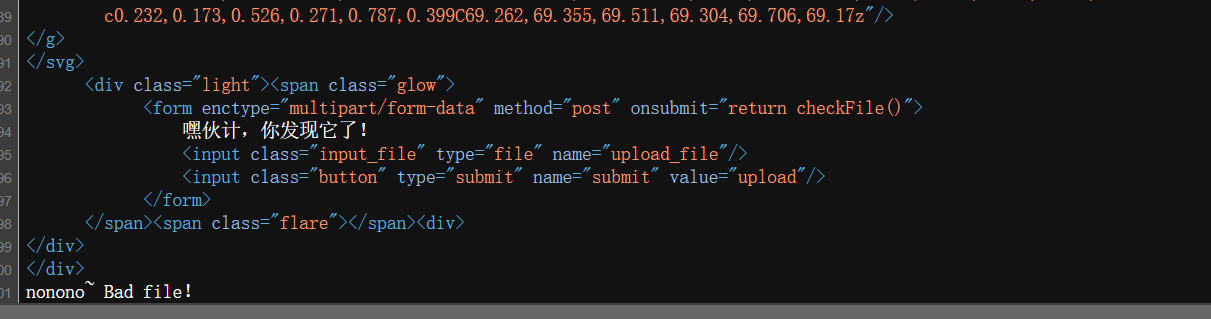 89 c0.232,0.173,0.526,0.271,0.787,0.399C69.262,69.355,69.511,69.304,69.706,69.17z"/>
90 </g>
91 </svg>
92 <div class="light"><span class="glow">
93 <form enctype="multipart/form-data" method="post" onsubmit="return checkFile()">
94 嘿伙计，你发现它了！
95 <input class="input_file" type="file" name="upload_file"/>
96 <input class="button" type="submit" name="submit" value="upload"/>
97 </form>
98 </span><span class="flare"></span><div>
99 </div>
00 </div>
01 nonono~ Bad file！